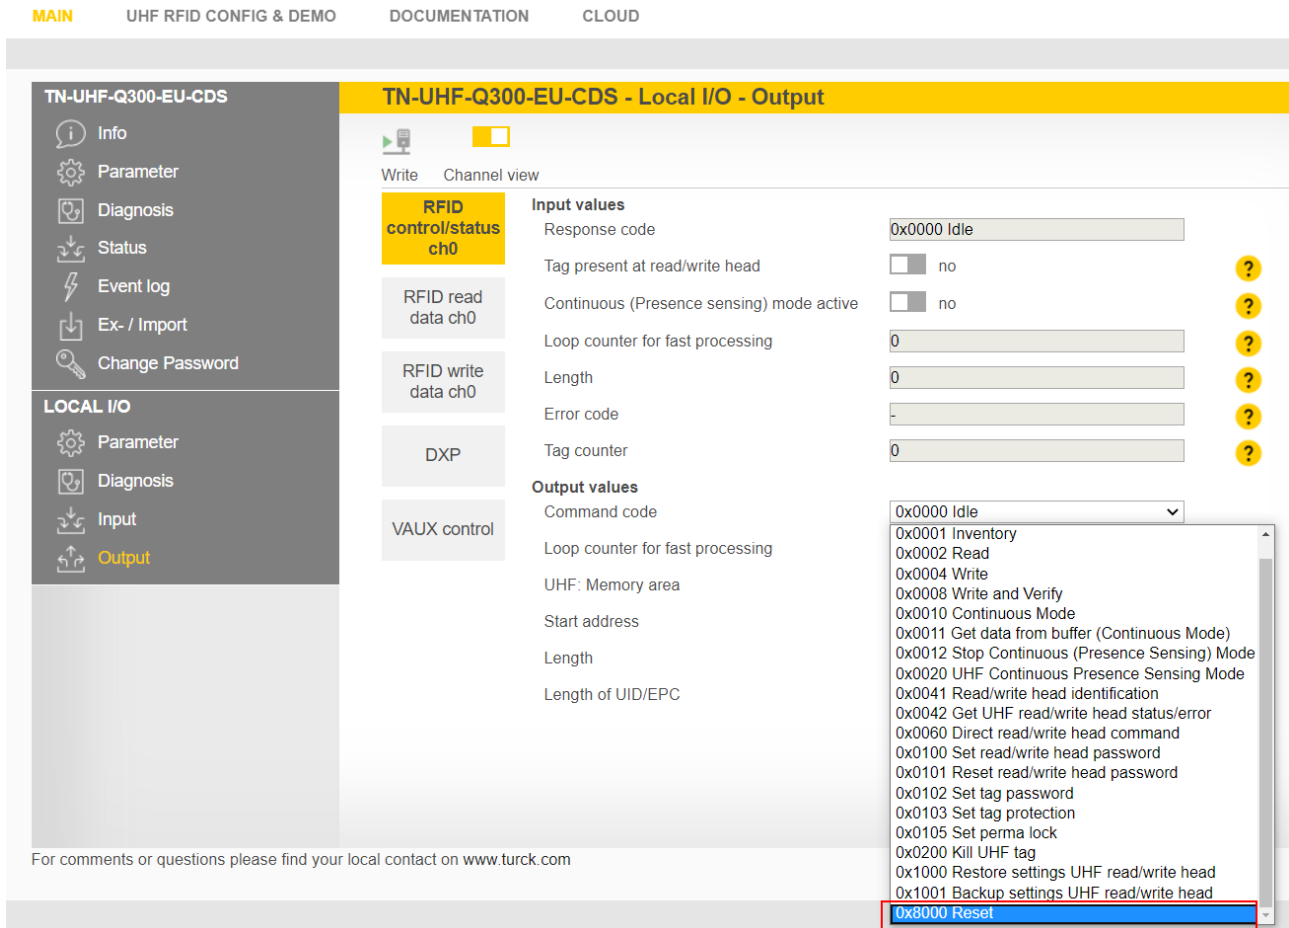 MAIN UHF RFID CONFIG & DEMO DOCUMENTATION CLOUD
TN-UHF-Q300-EU-CDS
Info
Parameter
Diagnosis
Status
Event log
Ex- / Import
Change Password
LOCAL I/O
Parameter
Diagnosis
Input
Output
TN-UHF-Q300-EU-CDS - Local I/O - Output
Write Channel view
RFID
control/status
ch0
RFID read
data ch0
RFID write
data ch0
DXP
VAUX control
Input values
Response code 0x0000 Idle
Tag present at read/write head no ?
Continuous (Presence sensing) mode active no ?
Loop counter for fast processing 0 ?
Length 0 ?
Error code - ?
Tag counter 0 ?
Output values
Command code 0x0000 Idle
Loop counter for fast processing
UHF: Memory area
Start address
Length
Length of UID/EPC
0x0001 Inventory
0x0002 Read
0x0004 Write
0x0008 Write and Verify
0x0010 Continuous Mode
0x0011 Get data from buffer (Continuous Mode)
0x0012 Stop Continuous (Presence Sensing) Mode
0x0020 UHF Continuous Presence Sensing Mode
0x0041 Read/write head identification
0x0042 Get UHF read/write head status/error
0x0060 Direct read/write head command
0x0100 Set read/write head password
0x0101 Reset read/write head password
0x0102 Set tag password
0x0103 Set tag protection
0x0105 Set perma lock
0x0200 Kill UHF tag
0x1000 Restore settings UHF read/write head
0x1001 Backup settings UHF read/write head
0x8000 Reset
For comments or questions please find your local contact on www.turck.com